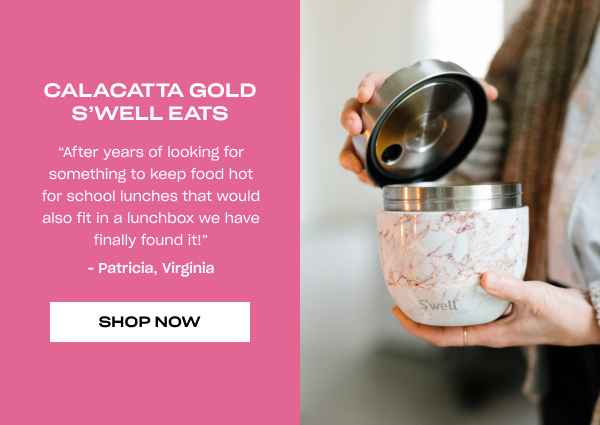 CALACATTA GOLD
S’WELL EATS
“After years of looking for
something to keep food hot
for school lunches that would
also fit in a lunchbox we have
finally found it!”
- Patricia, Virginia
SHOP NOW
S'well